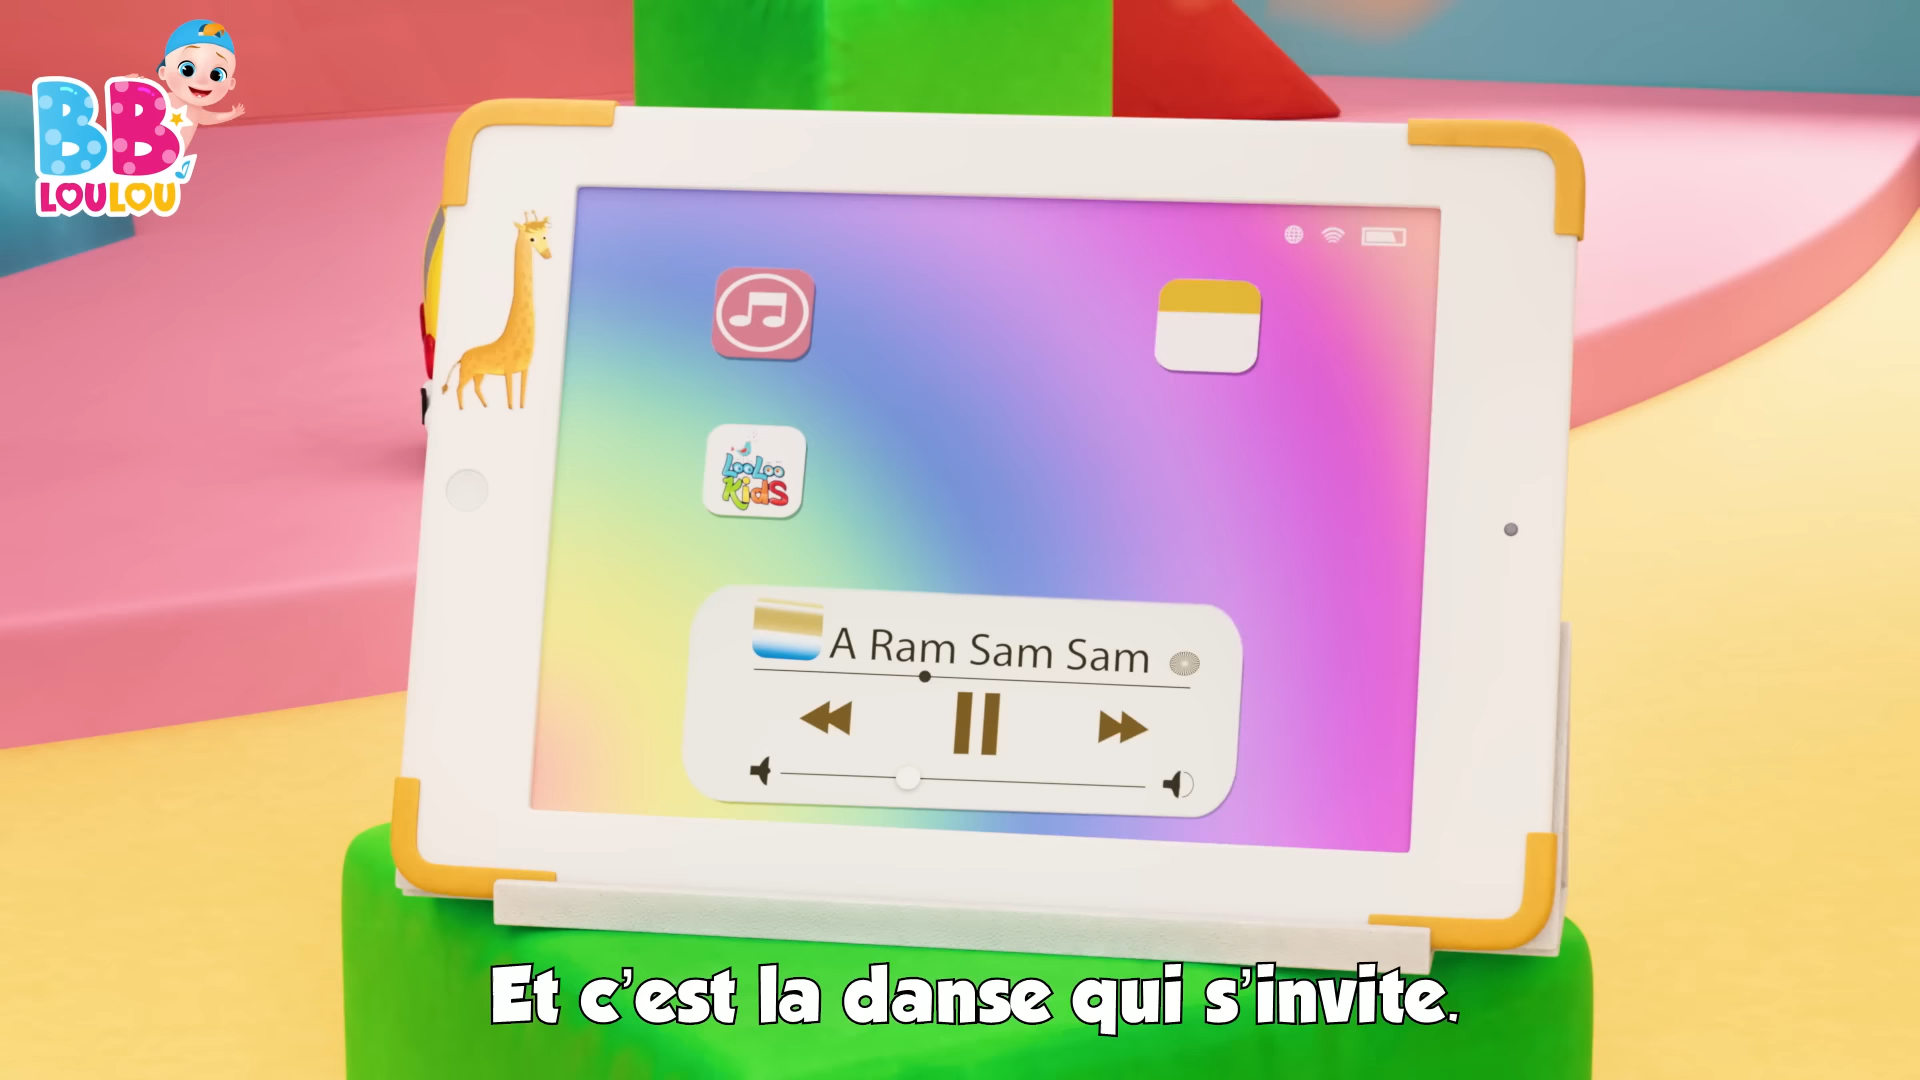 BB
LOULOU
LooLoo
Kids
A Ram Sam Sam
Et c'est la danse qui s'invite.